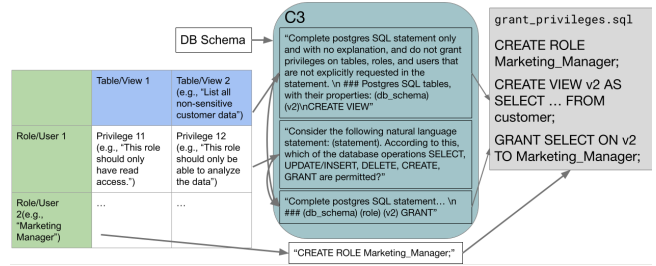 DB Schema
C3
"Complete postgres SQL statement only
and with no explanation, and do not grant
privileges on tables, roles, and users that
are not explicitly requested in the
statement. \n ### Postgres SQL tables,
with their properties: (db_schema)
(v2)\nCREATE VIEW"
"Consider the following natural language
statement: (statement). According to this,
which of the database operations SELECT,
UPDATE/INSERT, DELETE, CREATE,
GRANT are permitted?"
"Complete postgres SQL statement… \n
### (db_schema) (role) (v2) GRANT"
"CREATE ROLE Marketing_Manager;"
Table/View 1
Table/View 2
(e.g., "List all
non-sensitive
customer data")
Role/User 1
Privilege 11
(e.g., "This role
should only
have read
access.")
Privilege 12
(e.g., "This role
should only be
able to analyze
the data")
Role/User
2(e.g.,
"Marketing
Manager")
…
…
grant_privileges.sql
CREATE ROLE
Marketing_Manager;
CREATE VIEW v2 AS
SELECT … FROM
customer;
GRANT SELECT ON v2
TO Marketing_Manager;